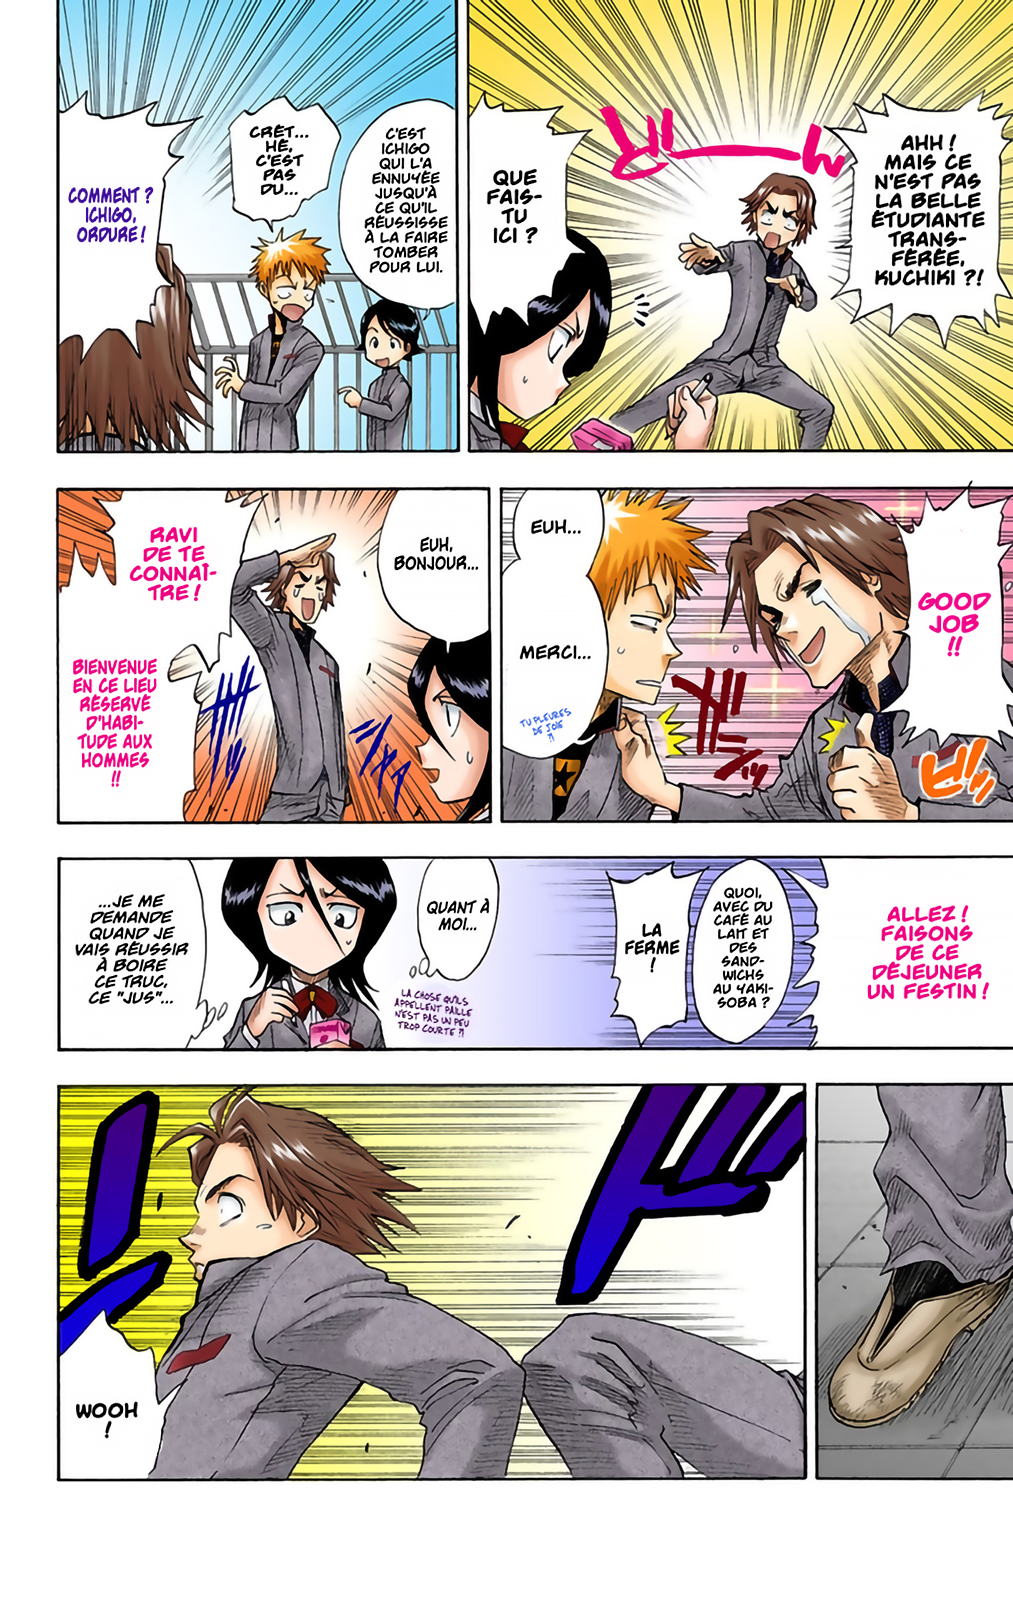 AHH !
MAIS CE
N'EST PAS
LA BELLE
ÉTUDIANTE
TRANS-
FÉRÉE,
KUCHIKI ?!
ど——ん
QUE
FAIS-
TU
ICI ?
C'EST
ICHIGO
QUI L'A
ENNUYÉE
JUSQU'À
CE QU'IL
RÉUSSISSE
À LA FAIRE
TOMBER
POUR LUI.
CRÉT...
HÉ,
C'EST
PAS
DU...
COMMENT ?
ICHIGO,
ORDURE !
GOOD
JOB
!!
EUH...
MERCI...
TU PLEURES
DE JOIE
?!
ビッ
EUH,
BONJOUR...
RAVI
DE TE
CONNAÎ-
TRE !
BIENVENUE
EN CE LIEU
RÉSERVÉ
D'HABI-
TUDE AUX
HOMMES
!!
ALLEZ !
FAISONS
DE CE
DÉJEUNER
UN FESTIN !
QUOI,
AVEC DU
CAFÉ AU
LAIT ET
DES
SAND-
WICHS
AU YAKI-
SOBA ?
LA
FERME
!
QUANT À
MOI...
LA CHOSE QU'ILS
APPELLENT PAILLE
N'EST PAS UN PEU
TROP COURTE ?!
...JE ME
DEMANDE
QUAND JE
VAIS RÉUSSIR
À BOIRE
CE TRUC,
CE "JUS"...
WOOH
!